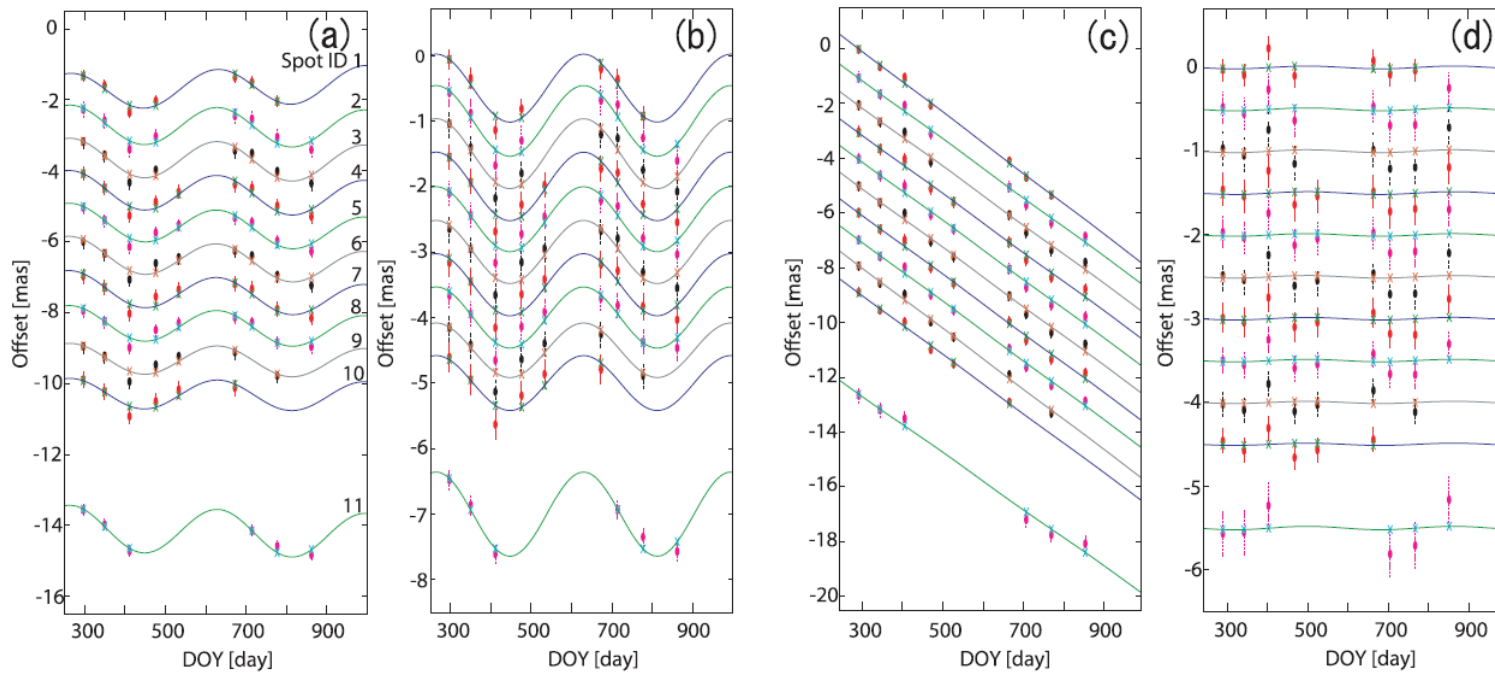 (a)
Spot ID 1
2
3
4
5
6
7
8
9
10
11
0
-2
-4
-6
-8
-10
-12
-14
-16
Offset [mas]
300 500 700 900
DOY [day]
(b)
0
-1
-2
-3
-4
-5
-6
-7
-8
Offset [mas]
300 500 700 900
DOY [day]
(c)
0
-2
-4
-6
-8
-10
-12
-14
-16
-18
-20
Offset [mas]
300 500 700 900
DOY [day]
(d)
0
-1
-2
-3
-4
-5
-6
Offset [mas]
300 500 700 900
DOY [day]